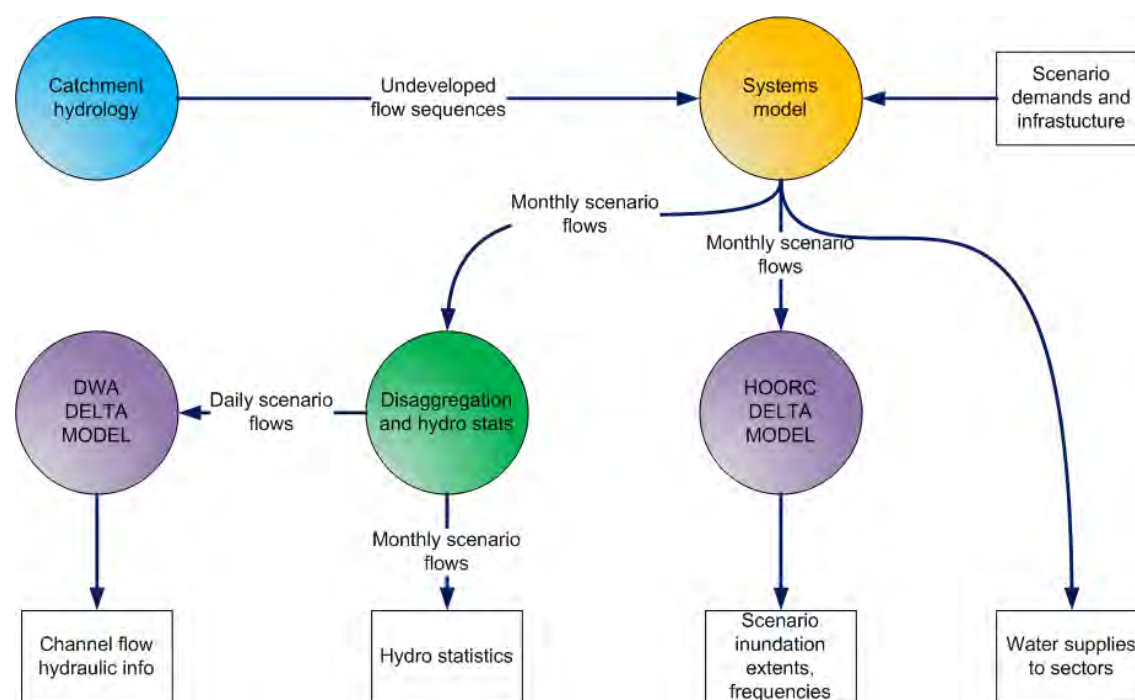 Catchment
hydrology
Undeveloped
flow sequences
Systems
model
Scenario
demands and
infrastucture
Monthly scenario
flows
Monthly scenario
flows
DWA
DELTA
MODEL
Daily scenario
flows
Disaggregation
and hydro stats
HOORC
DELTA
MODEL
Monthly scenario
flows
Channel flow
hydraulic info
Hydro statistics
Scenario
inundation
extents,
frequencies
Water supplies
to sectors